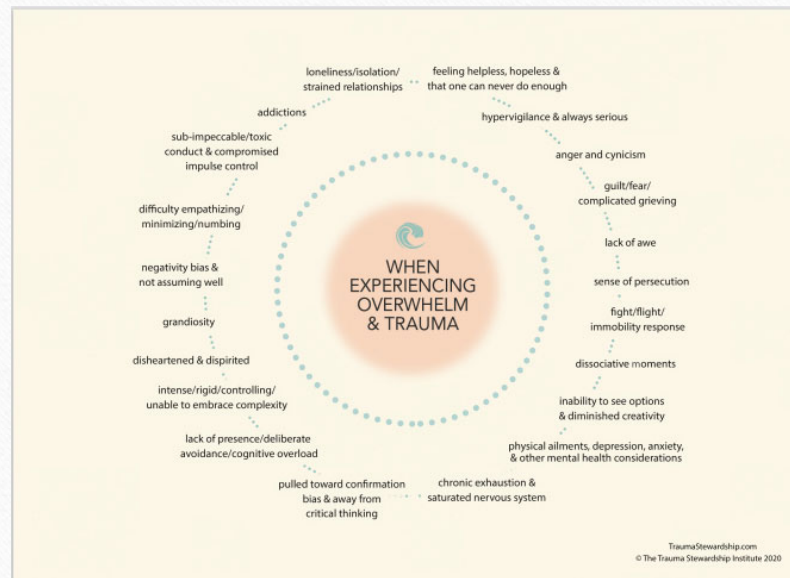 WHEN
EXPERIENCING
OVERWHELM
& TRAUMA
feeling helpless, hopeless &
that one can never do enough
hypervigilance & always serious
anger and cynicism
guilt/fear/
complicated grieving
lack of awe
sense of persecution
fight/flight/
immobility response
dissociative moments
inability to see options
& diminished creativity
physical ailments, depression, anxiety,
& other mental health considerations
chronic exhaustion &
saturated nervous system
pulled toward confirmation
bias & away from
critical thinking
lack of presence/deliberate
avoidance/cognitive overload
intense/rigid/controlling/
unable to embrace complexity
disheartened & dispirited
grandiosity
negativity bias &
not assuming well
difficulty empathizing/
minimizing/numbing
sub-impeccable/toxic
conduct & compromised
impulse control
addictions
loneliness/isolation/
strained relationships
TraumaStewardship.com
© The Trauma Stewardship Institute 2020